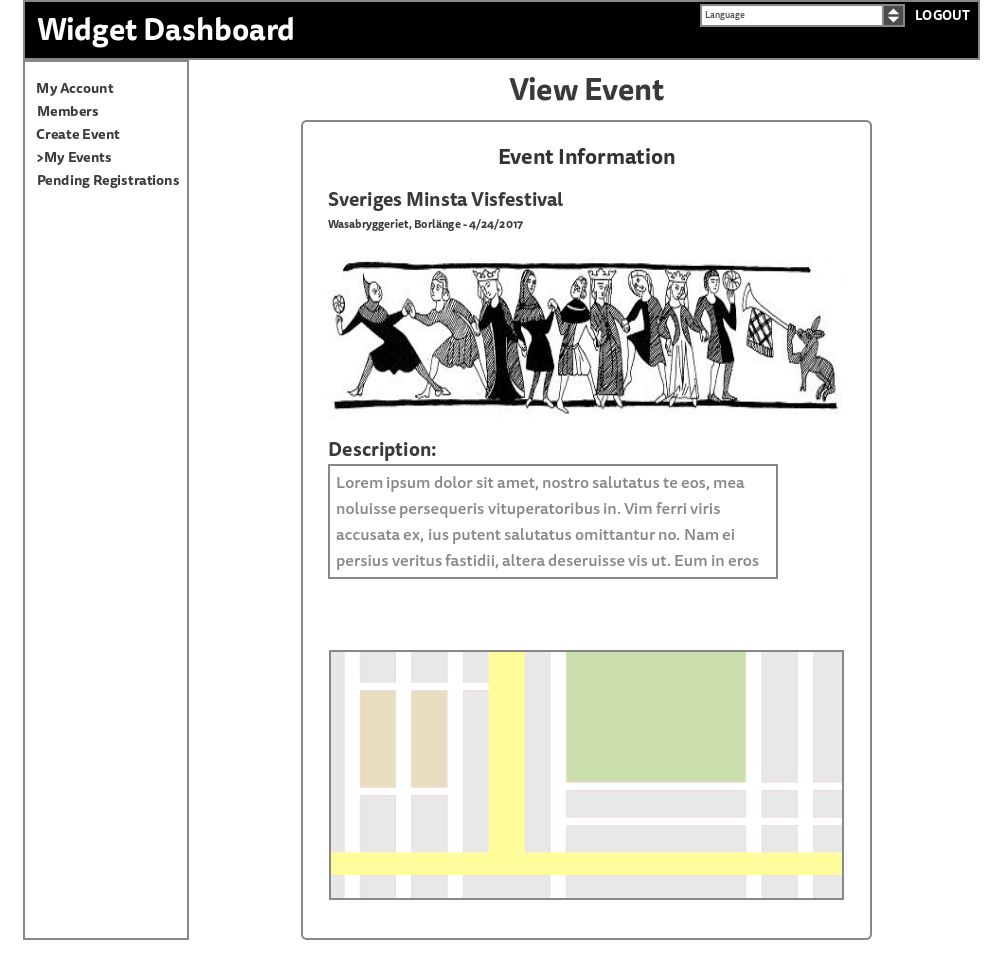 Widget Dashboard
Language
LOGOUT
My Account
Members
Create Event
>My Events
Pending Registrations
View Event
Event Information
Sveriges Minsta Visfestival
Wasabryggeriet, Borlänge - 4/24/2017
Description:
Lorem ipsum dolor sit amet, nostro salutatus te eos, mea
noluisse persequeris vituperatoribus in. Vim ferri viris
accusata ex, ius putent salutatus omittantur no. Nam ei
persius veritus fastidii, altera deseruisse vis ut. Eum in eros